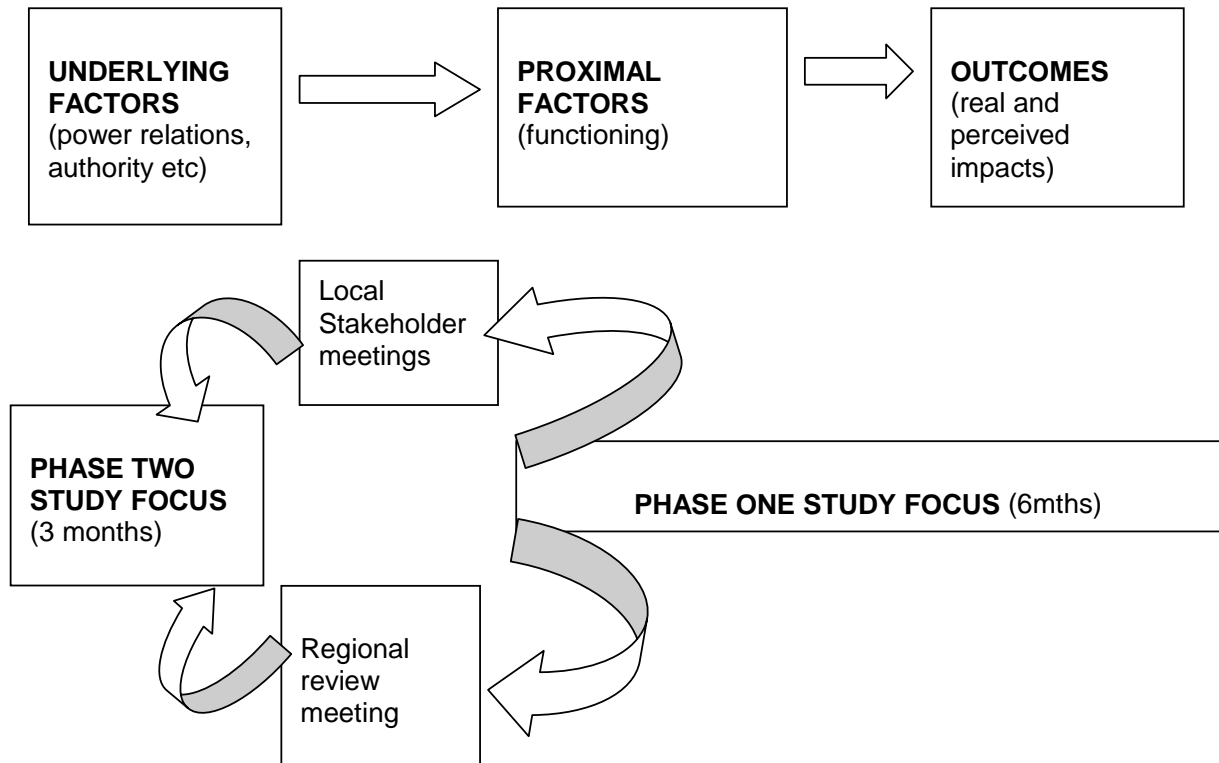 UNDERLYING
FACTORS
(power relations,
authority etc)
PROXIMAL
FACTORS
(functioning)
OUTCOMES
(real and
perceived
impacts)
Local
Stakeholder
meetings
PHASE TWO
STUDY FOCUS
(3 months)
PHASE ONE STUDY FOCUS (6mths)
Regional
review
meeting